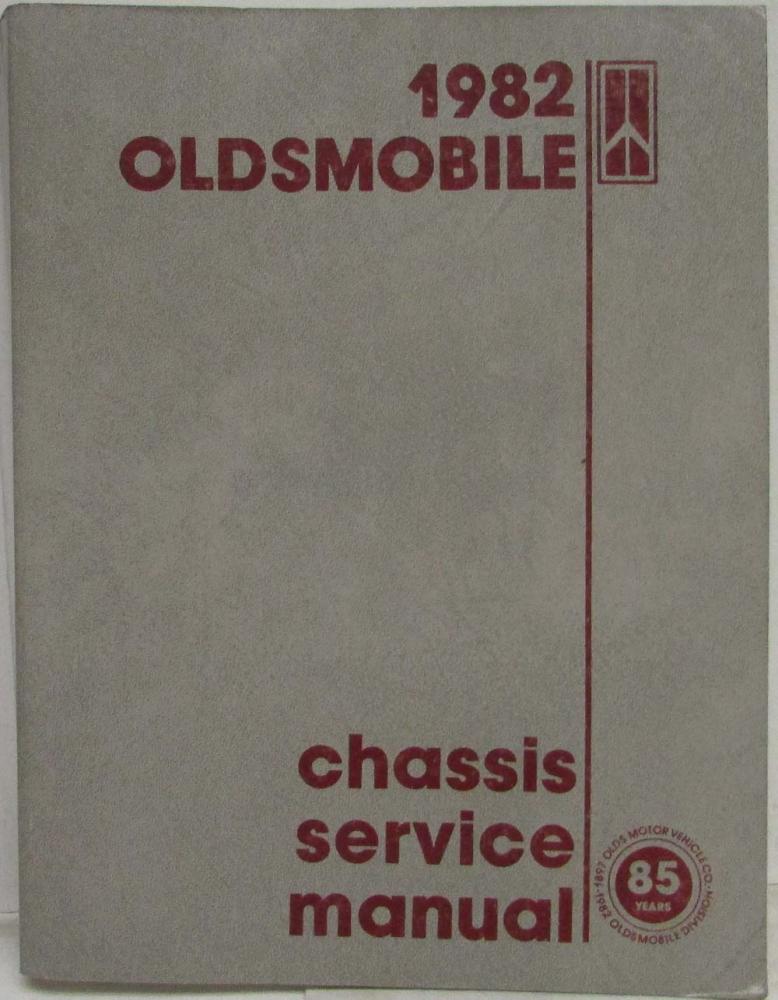 1982
OLDSMOBILE
chassis
service
manual
1897 OLDS MOTOR VEHICLE CO.
85
YEARS
1982 OLDSMOBILE DIVISION